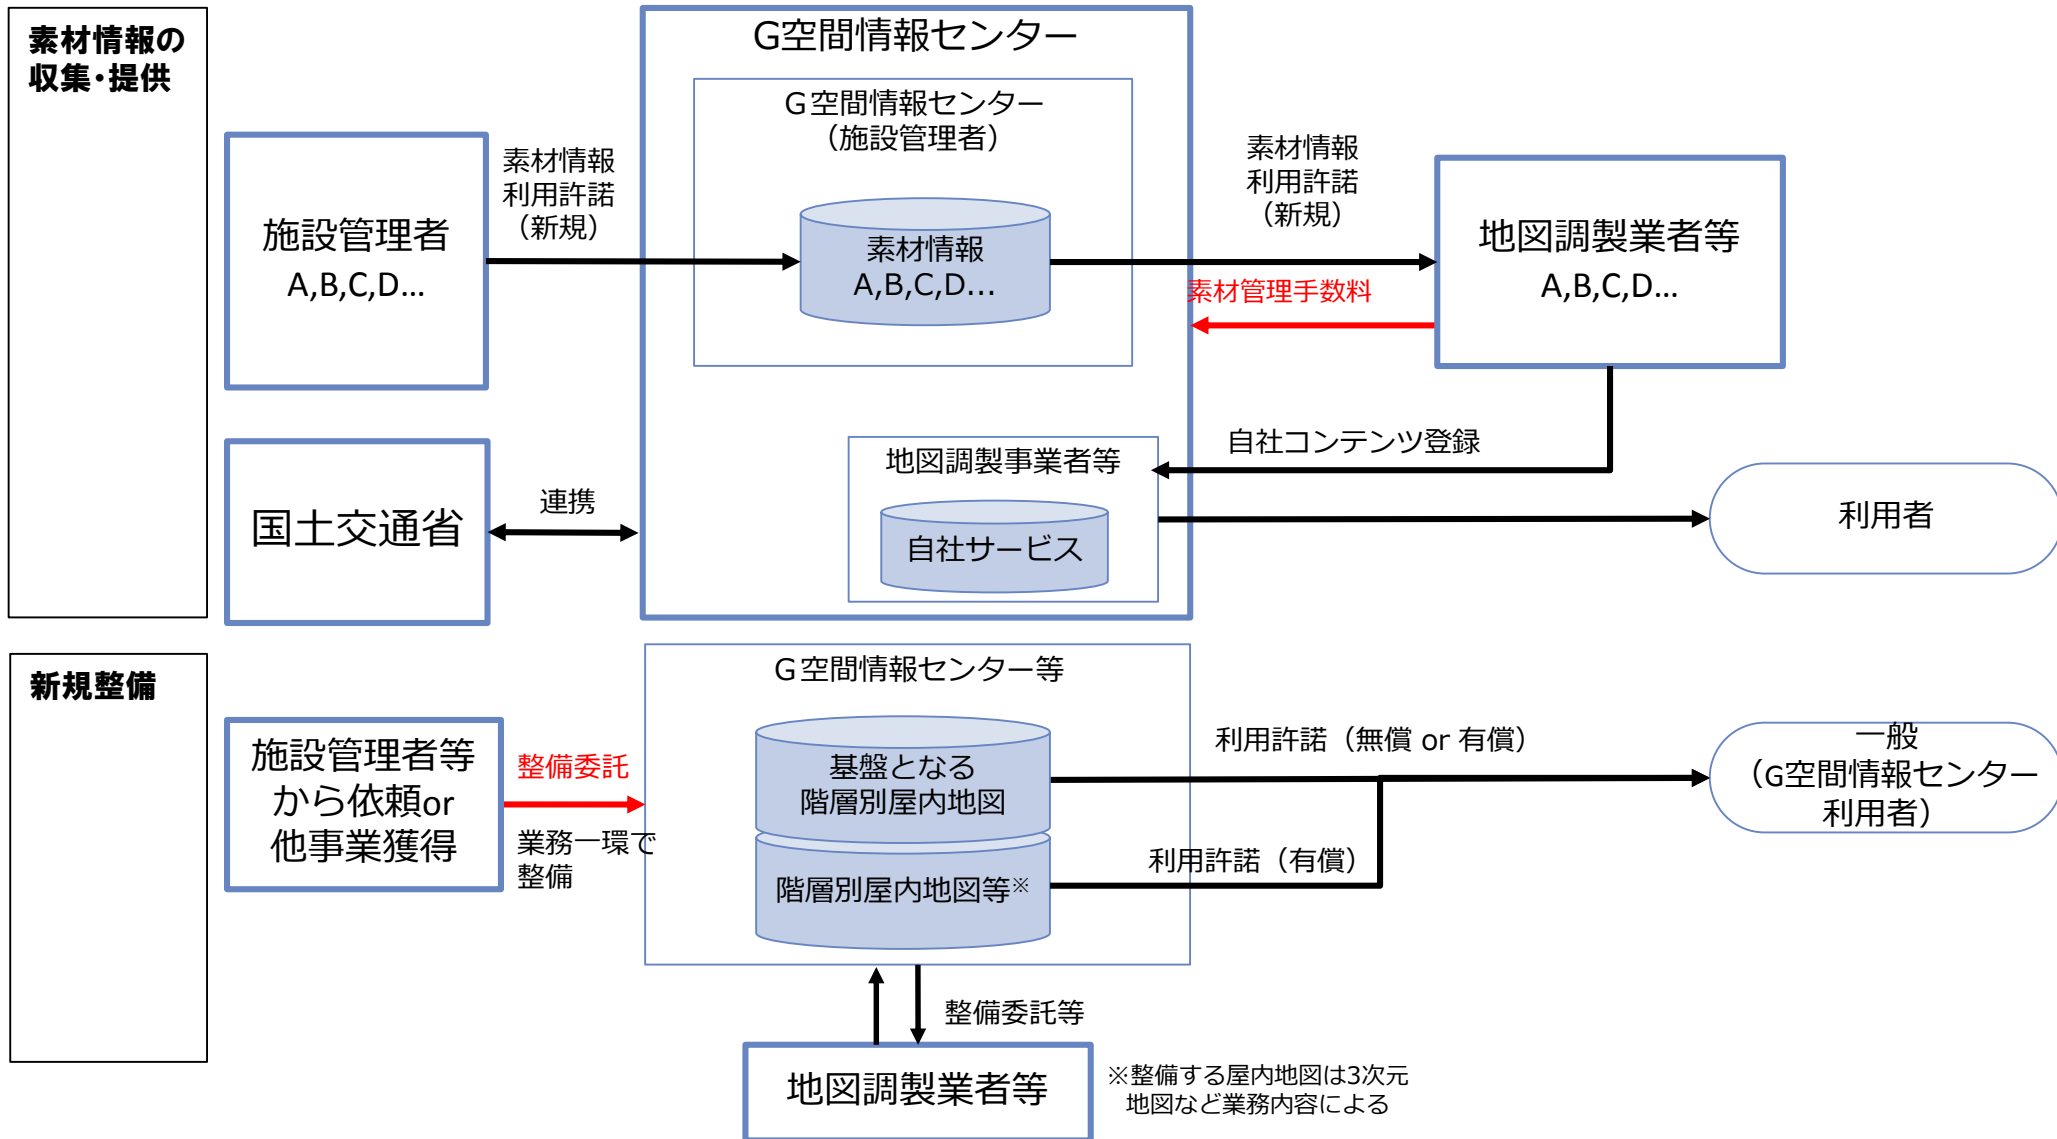 素材情報の
収集・提供
G空間情報センター
G空間情報センター
（施設管理者）
素材情報
利用許諾
（新規）
施設管理者
A,B,C,D…
素材情報
A,B,C,D…
素材情報
利用許諾
（新規）
素材管理手数料
地図調製業者等
A,B,C,D…
自社コンテンツ登録
地図調製事業者等
自社サービス
国土交通省
連携
利用者
新規整備
G空間情報センター等
施設管理者等
から依頼or
他事業獲得
整備委託
業務一環で
整備
基盤となる
階層別屋内地図
階層別屋内地図等※
利用許諾（無償 or 有償）
利用許諾（有償）
一般
（G空間情報センター
利用者）
整備委託等
地図調製業者等
※整備する屋内地図は3次元
地図など業務内容による